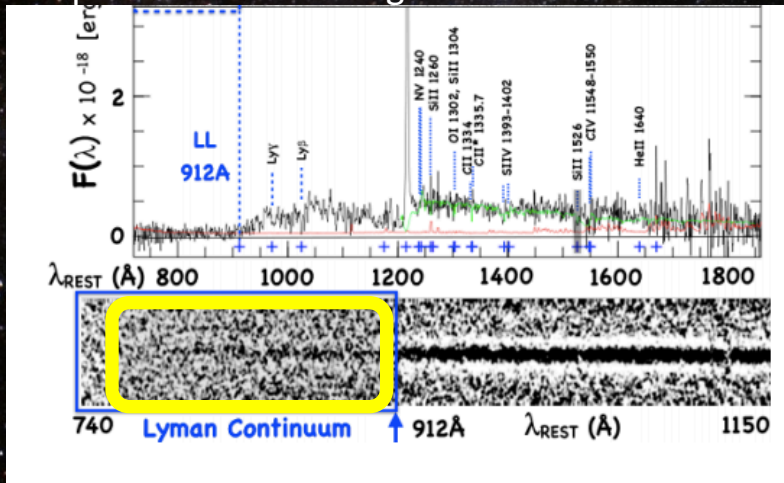 F(λ) x 10⁻¹⁸ [erg
2
0
LL
912A
Lyγ
Lyβ
NV 1240
SiII 1260
OI 1302, SiII 1304
CII 1334
CII* 1335.7
SiIV 1393-1402
SiII 1526
CIV 11548-1550
HeII 1640
λREST (Å) 800 1000 1200 1400 1600 1800
740 Lyman Continuum 912Å λREST (Å) 1150